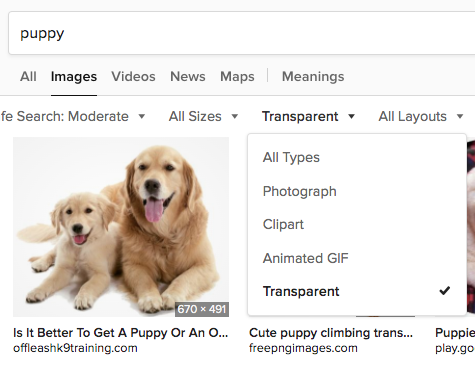 puppy
All Images Videos News Maps Meanings
fe Search: Moderate All Sizes Transparent All Layouts
All Types
Photograph
Clipart
Animated GIF
Transparent
670 × 491
Is It Better To Get A Puppy Or An O...
offleashk9training.com
Cute puppy climbing trans...
freepngimages.com
Puppie
play.go